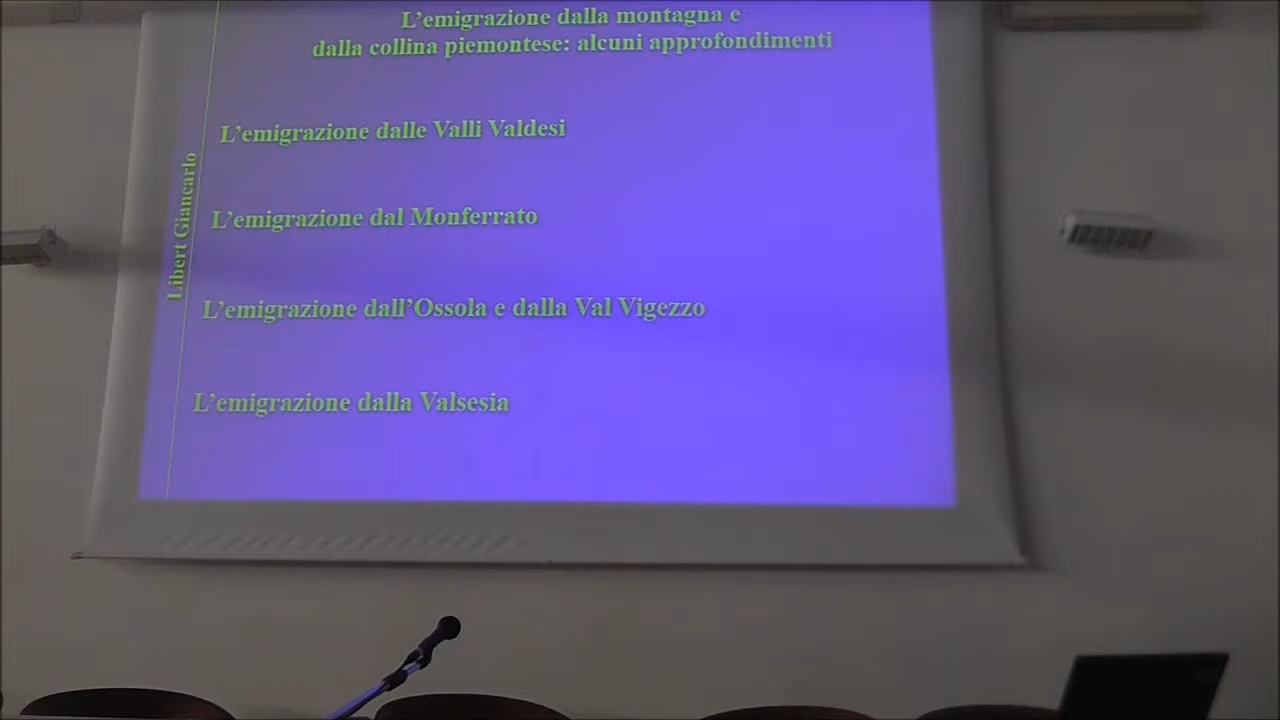 L'emigrazione dalla montagna e
dalla collina piemontese: alcuni approfondimenti
L'emigrazione dalle Valli Valdesi
L'emigrazione dal Monferrato
L'emigrazione dall'Ossola e dalla Val Vigezzo
L'emigrazione dalla Valsesia
Libert Giancarlo